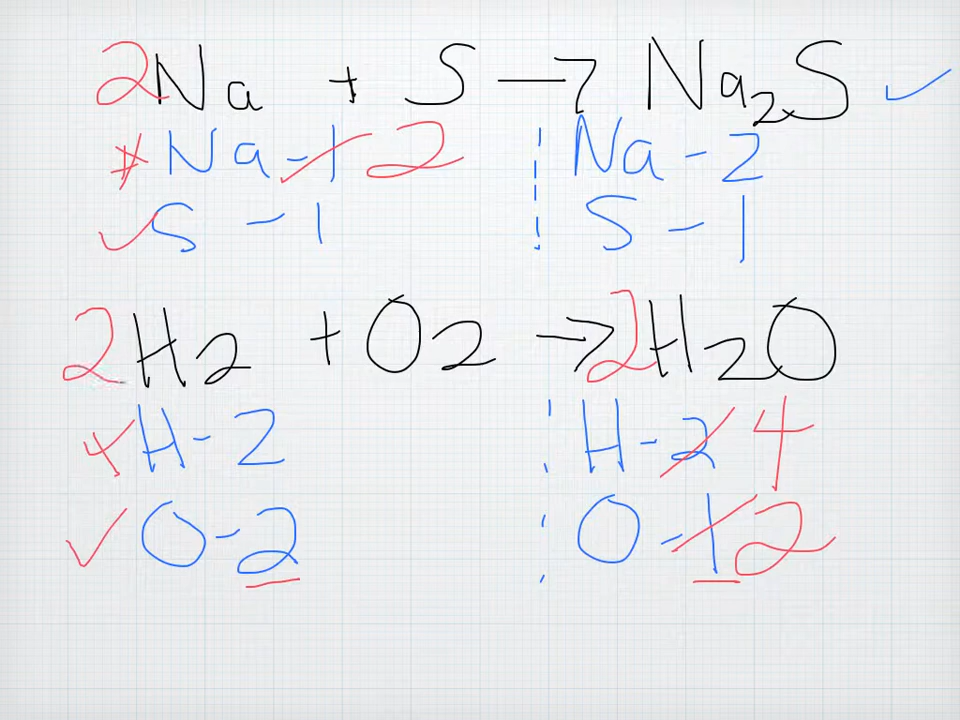 2Na + S → Na₂S ✓
* Na - 1 2 ¦ Na - 2
✓ S - 1 ¦ S - 1
2H2 + O2 → 2H2O
x H - 2 ¦ H - 2 4
✓ O - 2 ¦ O - 1 2